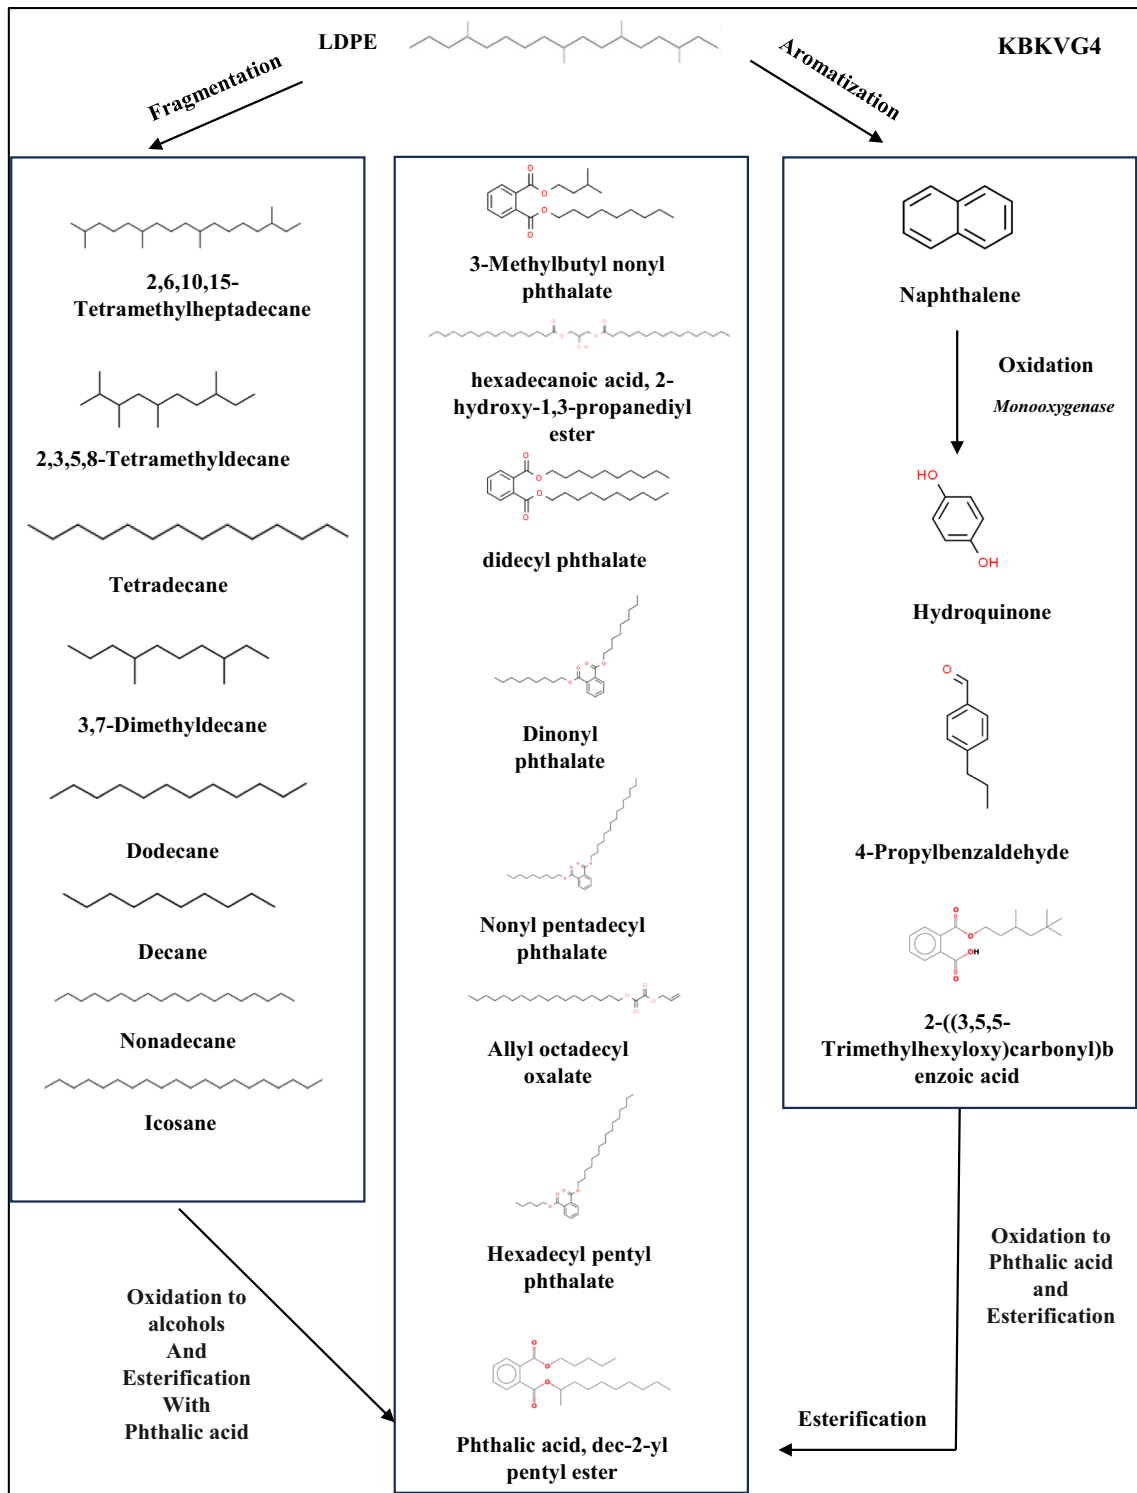 LDPE
KBKVG4
Fragmentation
Aromatization
2,6,10,15-
Tetramethylheptadecane
2,3,5,8-Tetramethyldecane
Tetradecane
3,7-Dimethyldecane
Dodecane
Decane
Nonadecane
Icosane
Oxidation to
alcohols
And
Esterification
With
Phthalic acid
O
O
O
O
3-Methylbutyl nonyl
phthalate
O
O
O H
O
O
hexadecanoic acid, 2-
hydroxy-1,3-propanediyl
ester
O
O
O
O
didecyl phthalate
O
O
O
O
Dinonyl
phthalate
O
O
O
O
Nonyl pentadecyl
phthalate
O
O
O
O
Allyl octadecyl
oxalate
O
O
O
O
Hexadecyl pentyl
phthalate
O
O
O
O
Phthalic acid, dec-2-yl
pentyl ester
Naphthalene
Oxidation
Monooxygenase
HO
OH
Hydroquinone
O
4-Propylbenzaldehyde
O
O
OH
O
2-((3,5,5-
Trimethylhexyloxy)carbonyl)b
enzoic acid
Oxidation to
Phthalic acid
and
Esterification
Esterification